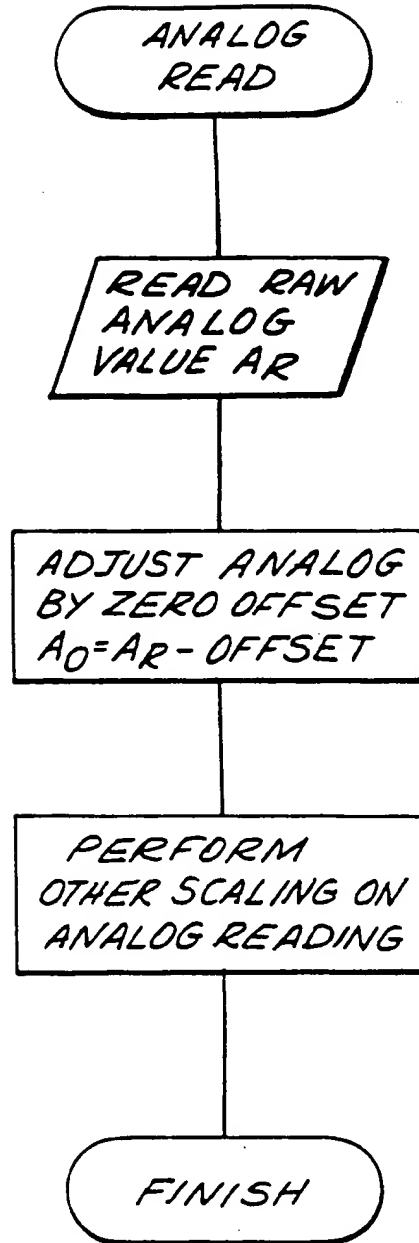 ANALOG
READ
READ RAW
ANALOG
VALUE AR
ADJUST ANALOG
BY ZERO OFFSET
AO=AR-OFFSET
PERFORM
OTHER SCALING ON
ANALOG READING
FINISH